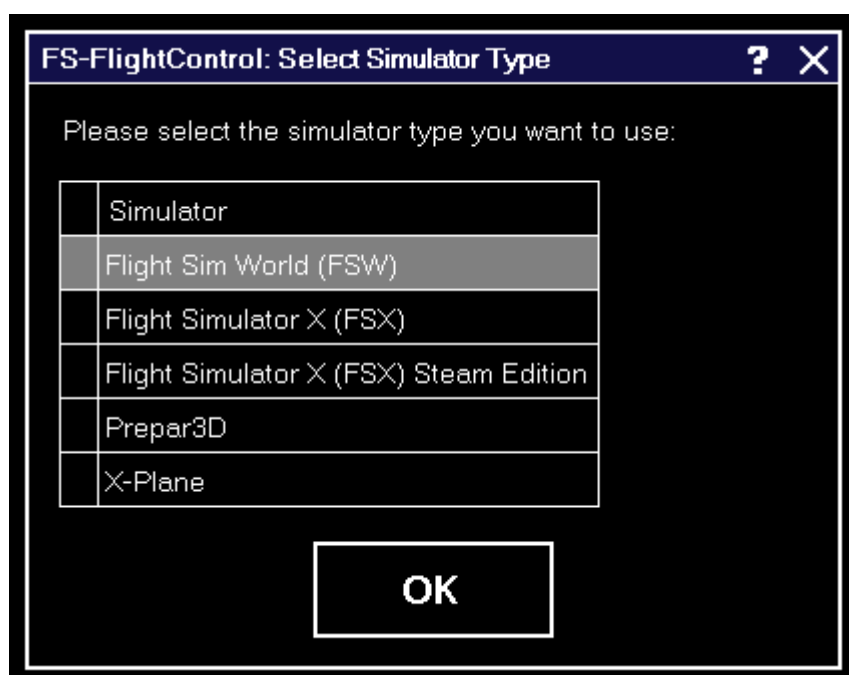 FS-FlightControl: Select Simulator Type ? X
Please select the simulator type you want to use:
Simulator
Flight Sim World (FSW)
Flight Simulator X (FSX)
Flight Simulator X (FSX) Steam Edition
Prepar3D
X-Plane
OK